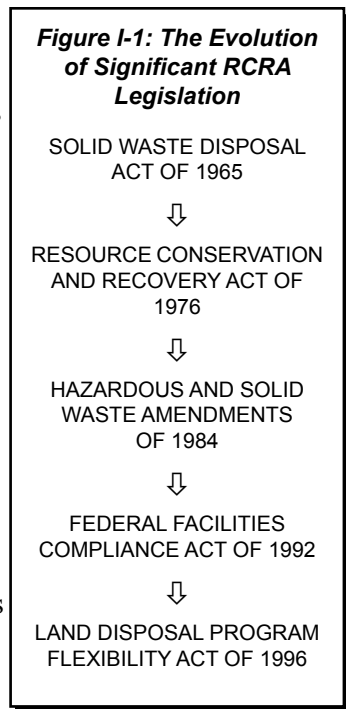 Figure I-1: The Evolution
of Significant RCRA
Legislation
SOLID WASTE DISPOSAL
ACT OF 1965
⇩
RESOURCE CONSERVATION
AND RECOVERY ACT OF
1976
⇩
HAZARDOUS AND SOLID
WASTE AMENDMENTS
OF 1984
⇩
FEDERAL FACILITIES
COMPLIANCE ACT OF 1992
⇩
LAND DISPOSAL PROGRAM
FLEXIBILITY ACT OF 1996